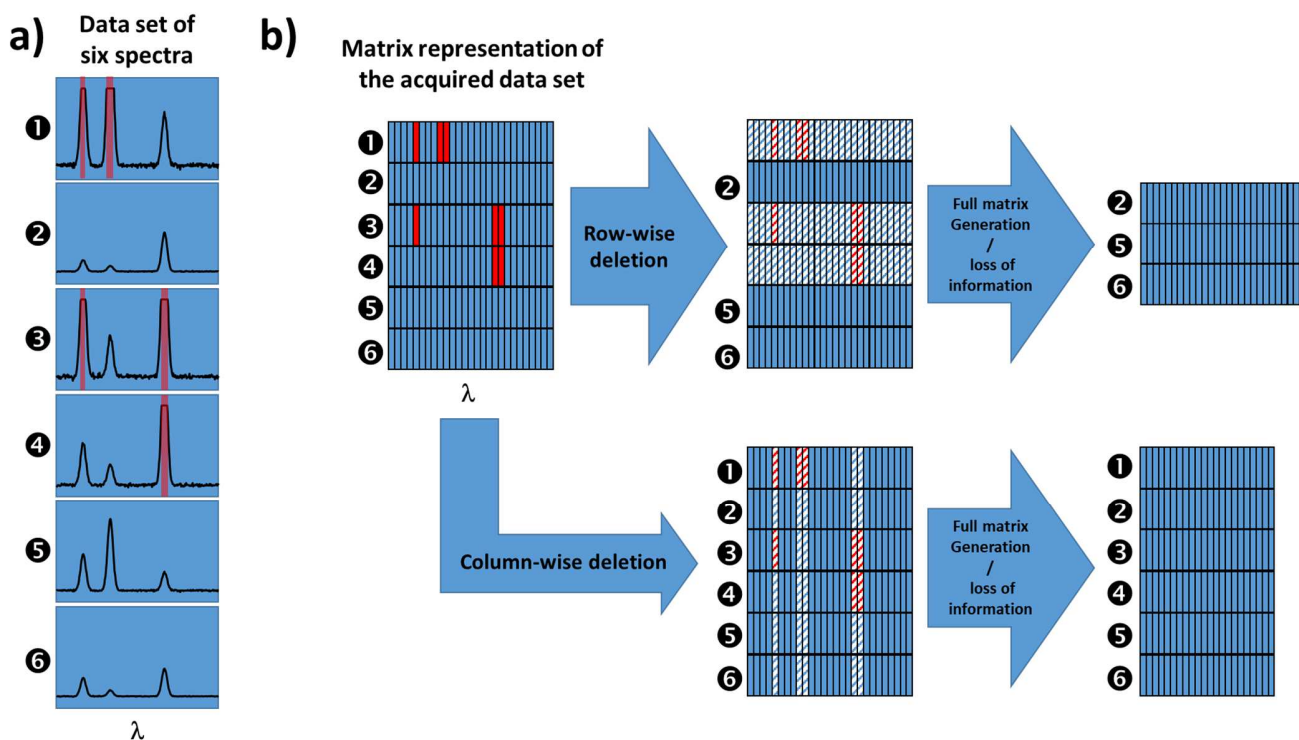 a)
Data set of
six spectra
❶
❷
❸
❹
❺
❻
λ
b)
Matrix representation of
the acquired data set
❶
❷
❸
❹
❺
❻
λ
Row-wise
deletion
❷
❺
❻
Full matrix
Generation
/
loss of
information
❷
❺
❻
Column-wise deletion
❶
❷
❸
❹
❺
❻
Full matrix
Generation
/
loss of
information
❶
❷
❸
❹
❺
❻